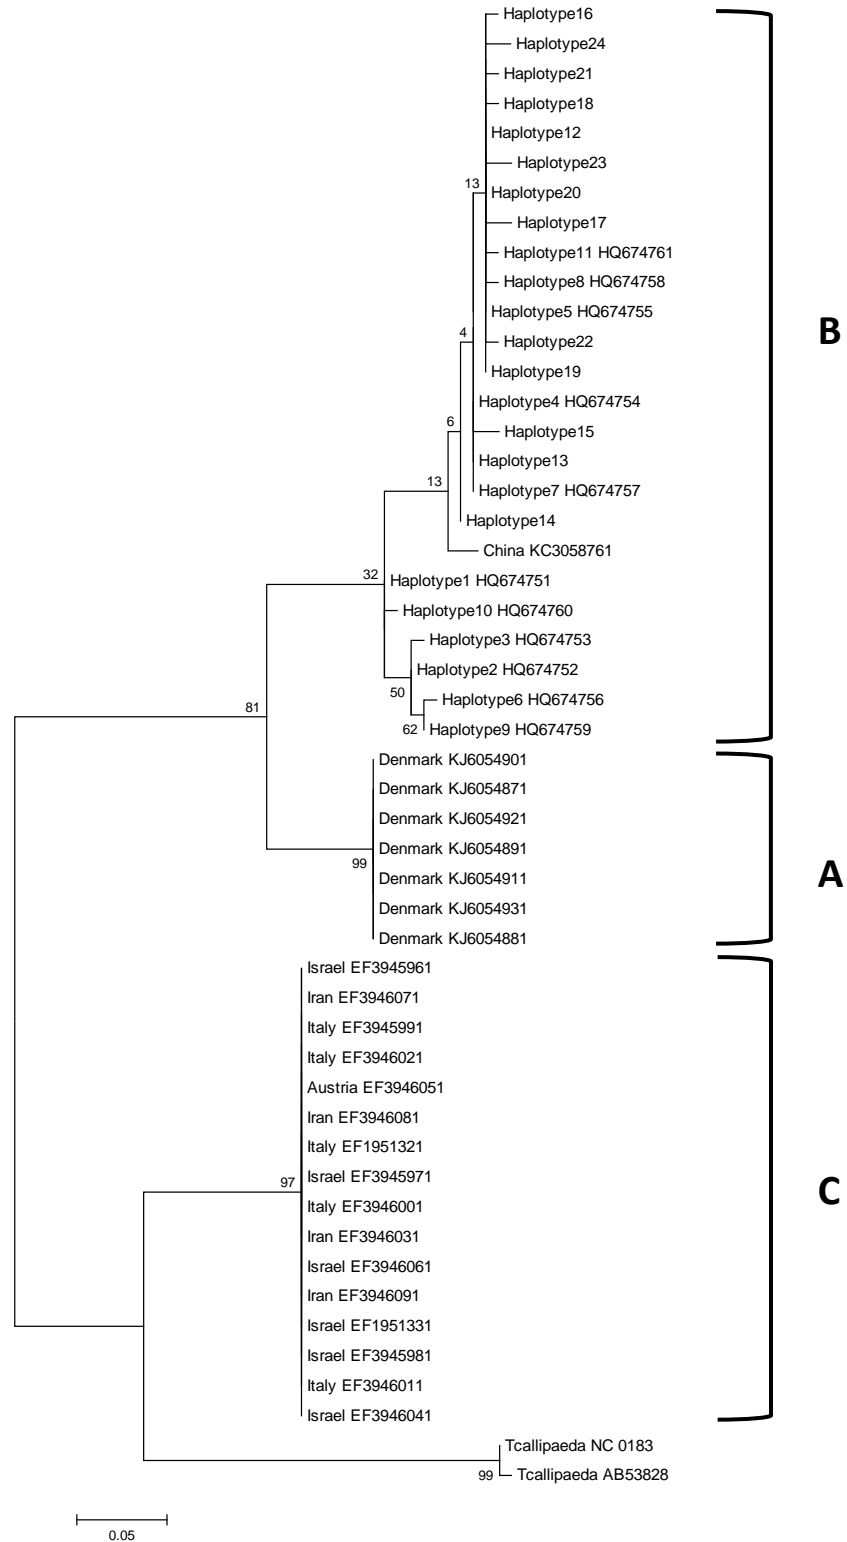 Haplotype16
Haplotype24
Haplotype21
Haplotype18
Haplotype12
Haplotype23
13
Haplotype20
Haplotype17
Haplotype11 HQ674761
Haplotype8 HQ674758
Haplotype5 HQ674755
B
4
Haplotype22
Haplotype19
Haplotype4 HQ674754
6
Haplotype15
Haplotype13
13
Haplotype7 HQ674757
Haplotype14
China KC3058761
32
Haplotype1 HQ674751
Haplotype10 HQ674760
Haplotype3 HQ674753
Haplotype2 HQ674752
50
Haplotype6 HQ674756
81
62
Haplotype9 HQ674759
Denmark KJ6054901
Denmark KJ6054871
Denmark KJ6054921
Denmark KJ6054891
99
A
Denmark KJ6054911
Denmark KJ6054931
Denmark KJ6054881
Israel EF3945961
Iran EF3946071
Italy EF3945991
Italy EF3946021
Austria EF3946051
Iran EF3946081
Italy EF1951321
Israel EF3945971
97
C
Italy EF3946001
Iran EF3946031
Israel EF3946061
Iran EF3946091
Israel EF1951331
Israel EF3945981
Italy EF3946011
Israel EF3946041
Tcallipaeda NC 0183
99
Tcallipaeda AB53828
0.05